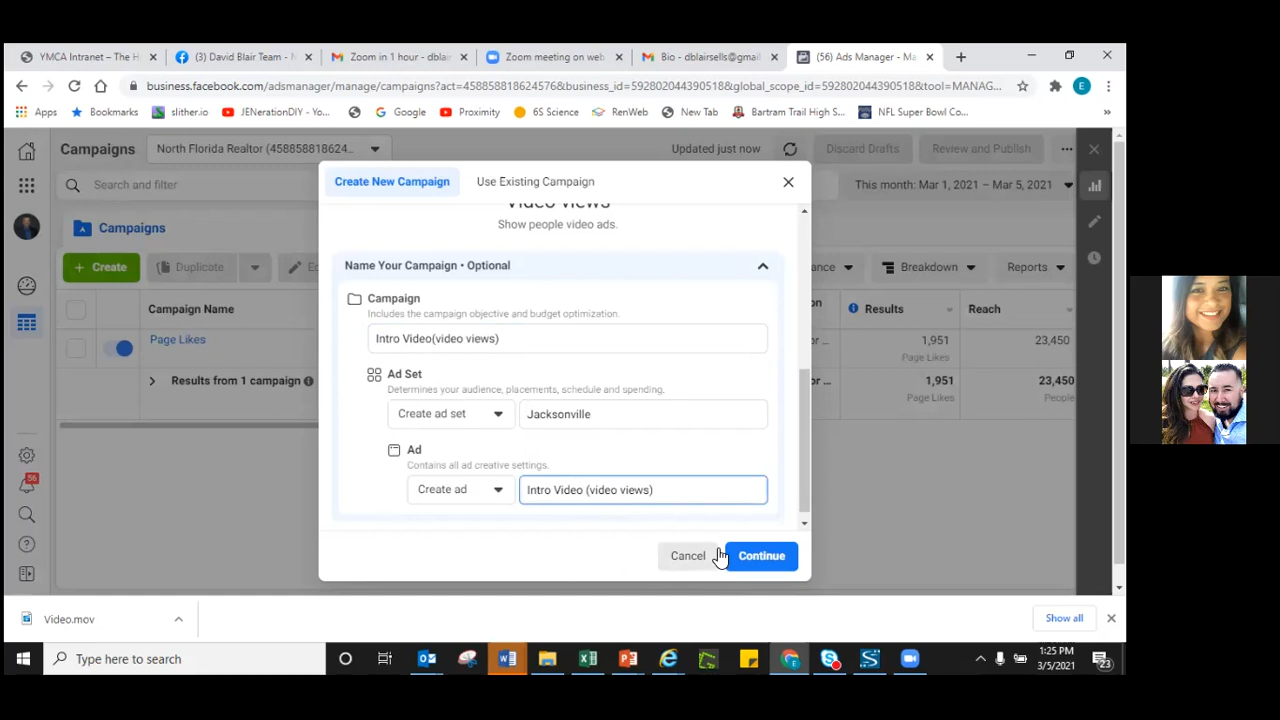 YMCA Intranet – The H
(3) David Blair Team - N
Zoom in 1 hour - dblai
Zoom meeting on web
Bio - dblairsells@gmail
(56) Ads Manager - Ma
business.facebook.com/adsmanager/manage/campaigns?act=458858818624576&business_id=592802044390518&global_scope_id=592802044390518&tool=MANAG...
Apps
Bookmarks
slither.io
JENerationDIY - Yo...
Google
Proximity
6S Science
RenWeb
New Tab
Bartram Trail High S...
NFL Super Bowl Co...
»
Campaigns
North Florida Realtor (458858818624...
Updated just now
Discard Drafts
Review and Publish
Search and filter
This month: Mar 1, 2021 – Mar 5, 2021
Campaigns
+ Create
Duplicate
Breakdown
Reports
Campaign Name
Results
Reach
Page Likes
1,951
23,450
Page Likes
Results from 1 campaign
1,951
23,450
Page Likes
People
Create New Campaign
Use Existing Campaign
Video views
Show people video ads.
Name Your Campaign • Optional
Campaign
Includes the campaign objective and budget optimization.
Intro Video(video views)
Ad Set
Determines your audience, placements, schedule and spending.
Create ad set
Jacksonville
Ad
Contains all ad creative settings.
Create ad
Intro Video (video views)
Cancel
Continue
56
Video.mov
Show all
Type here to search
1:25 PM
3/5/2021
23